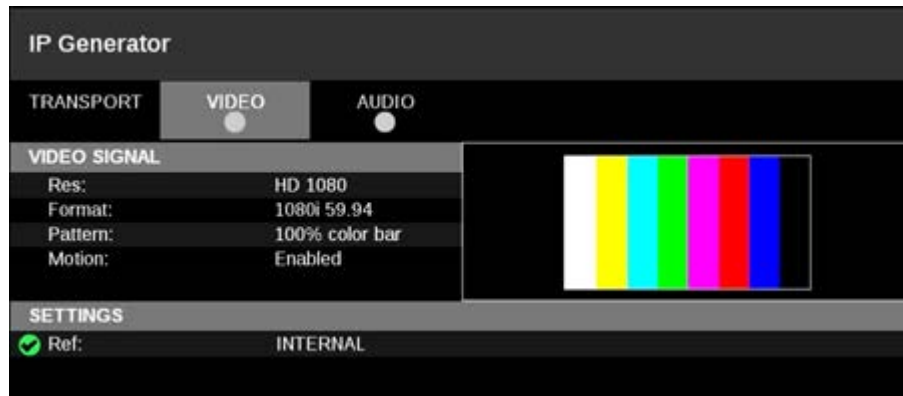 IP Generator
TRANSPORT VIDEO AUDIO
VIDEO SIGNAL
Res: HD 1080
Format: 1080i 59.94
Pattern: 100% color bar
Motion: Enabled
SETTINGS
Ref: INTERNAL